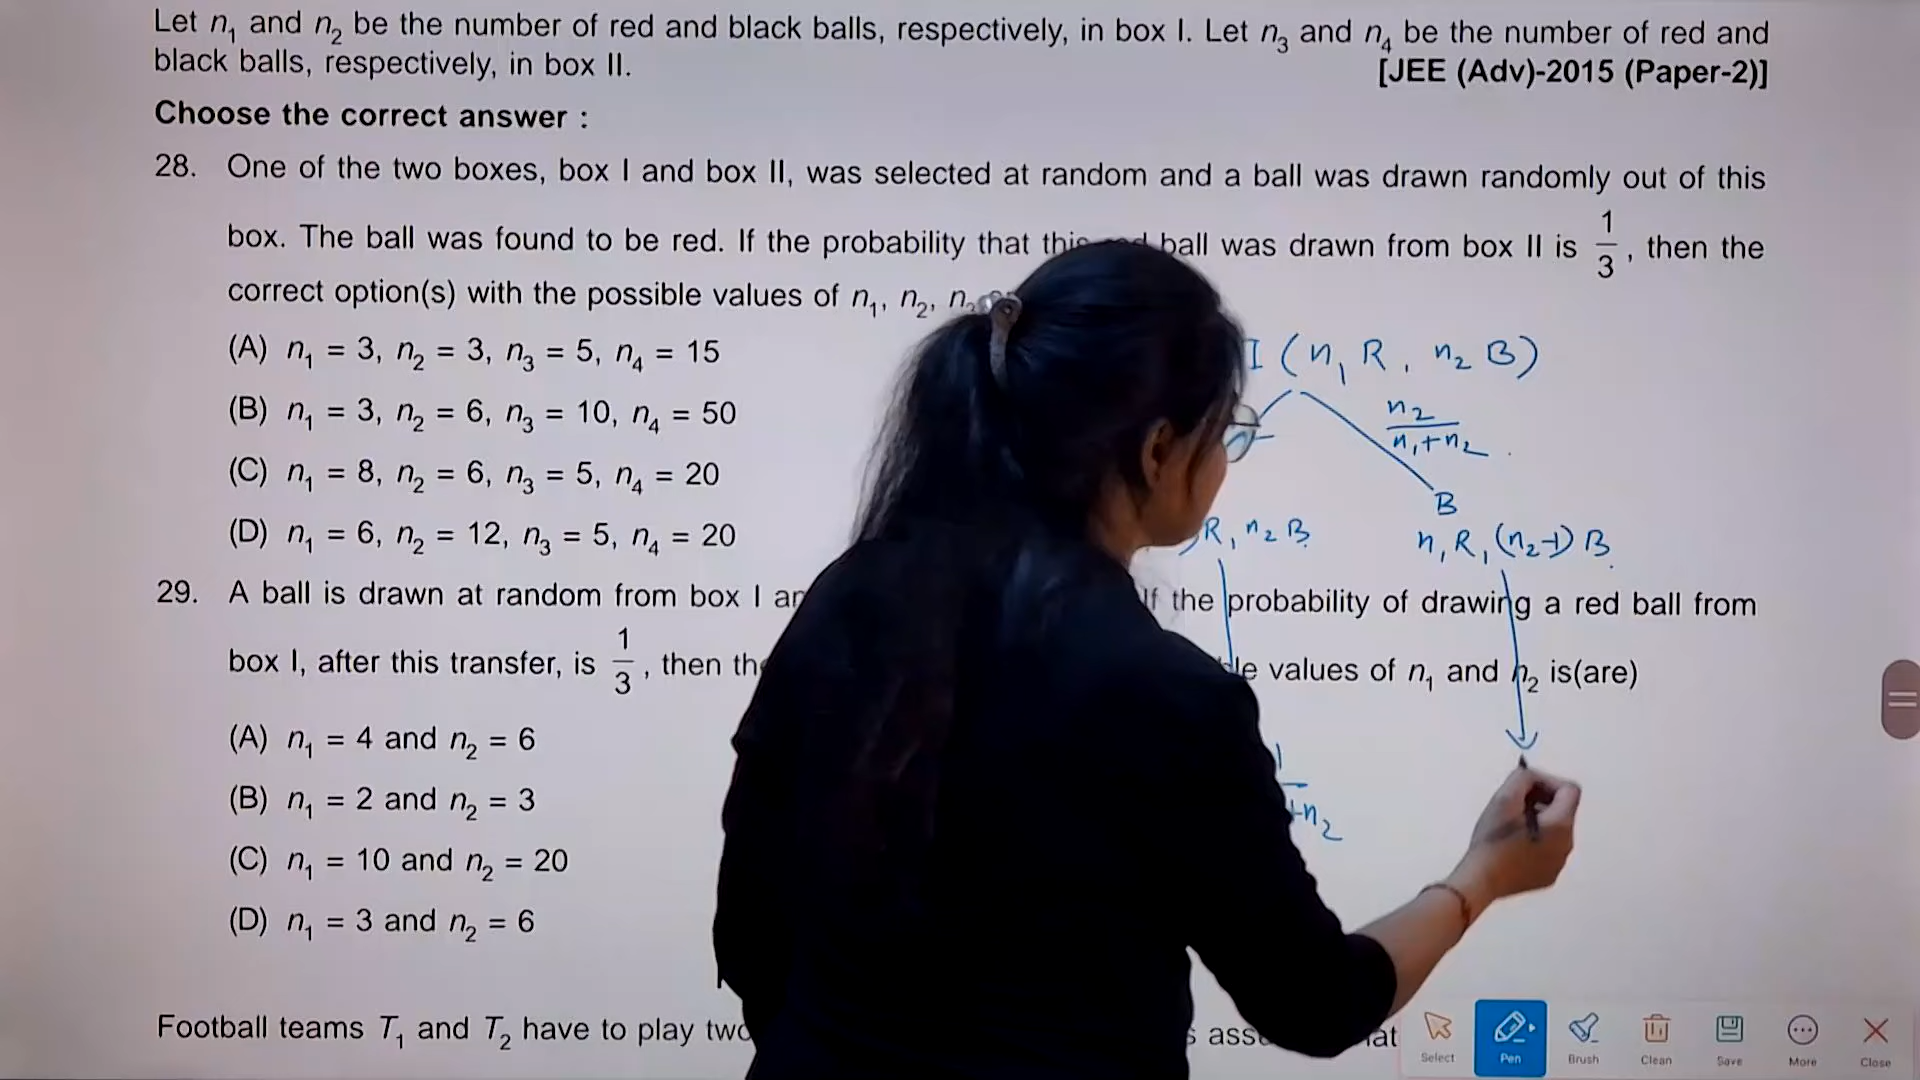 Let n₁ and n₂ be the number of red and black balls, respectively, in box I. Let n₃ and n₄ be the number of red and
black balls, respectively, in box II. [JEE (Adv)-2015 (Paper-2)]
Choose the correct answer :
28. One of the two boxes, box I and box II, was selected at random and a ball was drawn randomly out of this
box. The ball was found to be red. If the probability that this ball was drawn from box II is 1/3, then the
correct option(s) with the possible values of n₁, n₂,
(A) n₁ = 3, n₂ = 3, n₃ = 5, n₄ = 15
(B) n₁ = 3, n₂ = 6, n₃ = 10, n₄ = 50
(C) n₁ = 8, n₂ = 6, n₃ = 5, n₄ = 20
(D) n₁ = 6, n₂ = 12, n₃ = 5, n₄ = 20
I (n₁ R, n₂ B)
n₂/(n₁+n₂)
B
R, n₂ B
n₁ R, (n₂-1) B
29. A ball is drawn at random from box I If the probability of drawing a red ball from
box I, after this transfer, is 1/3, then values of n₁ and n₂ is(are)
(A) n₁ = 4 and n₂ = 6
(B) n₁ = 2 and n₂ = 3
(C) n₁ = 10 and n₂ = 20
(D) n₁ = 3 and n₂ = 6
+n₂
Football teams T₁ and T₂ have to play
Select Pen Brush Clean Save More Close